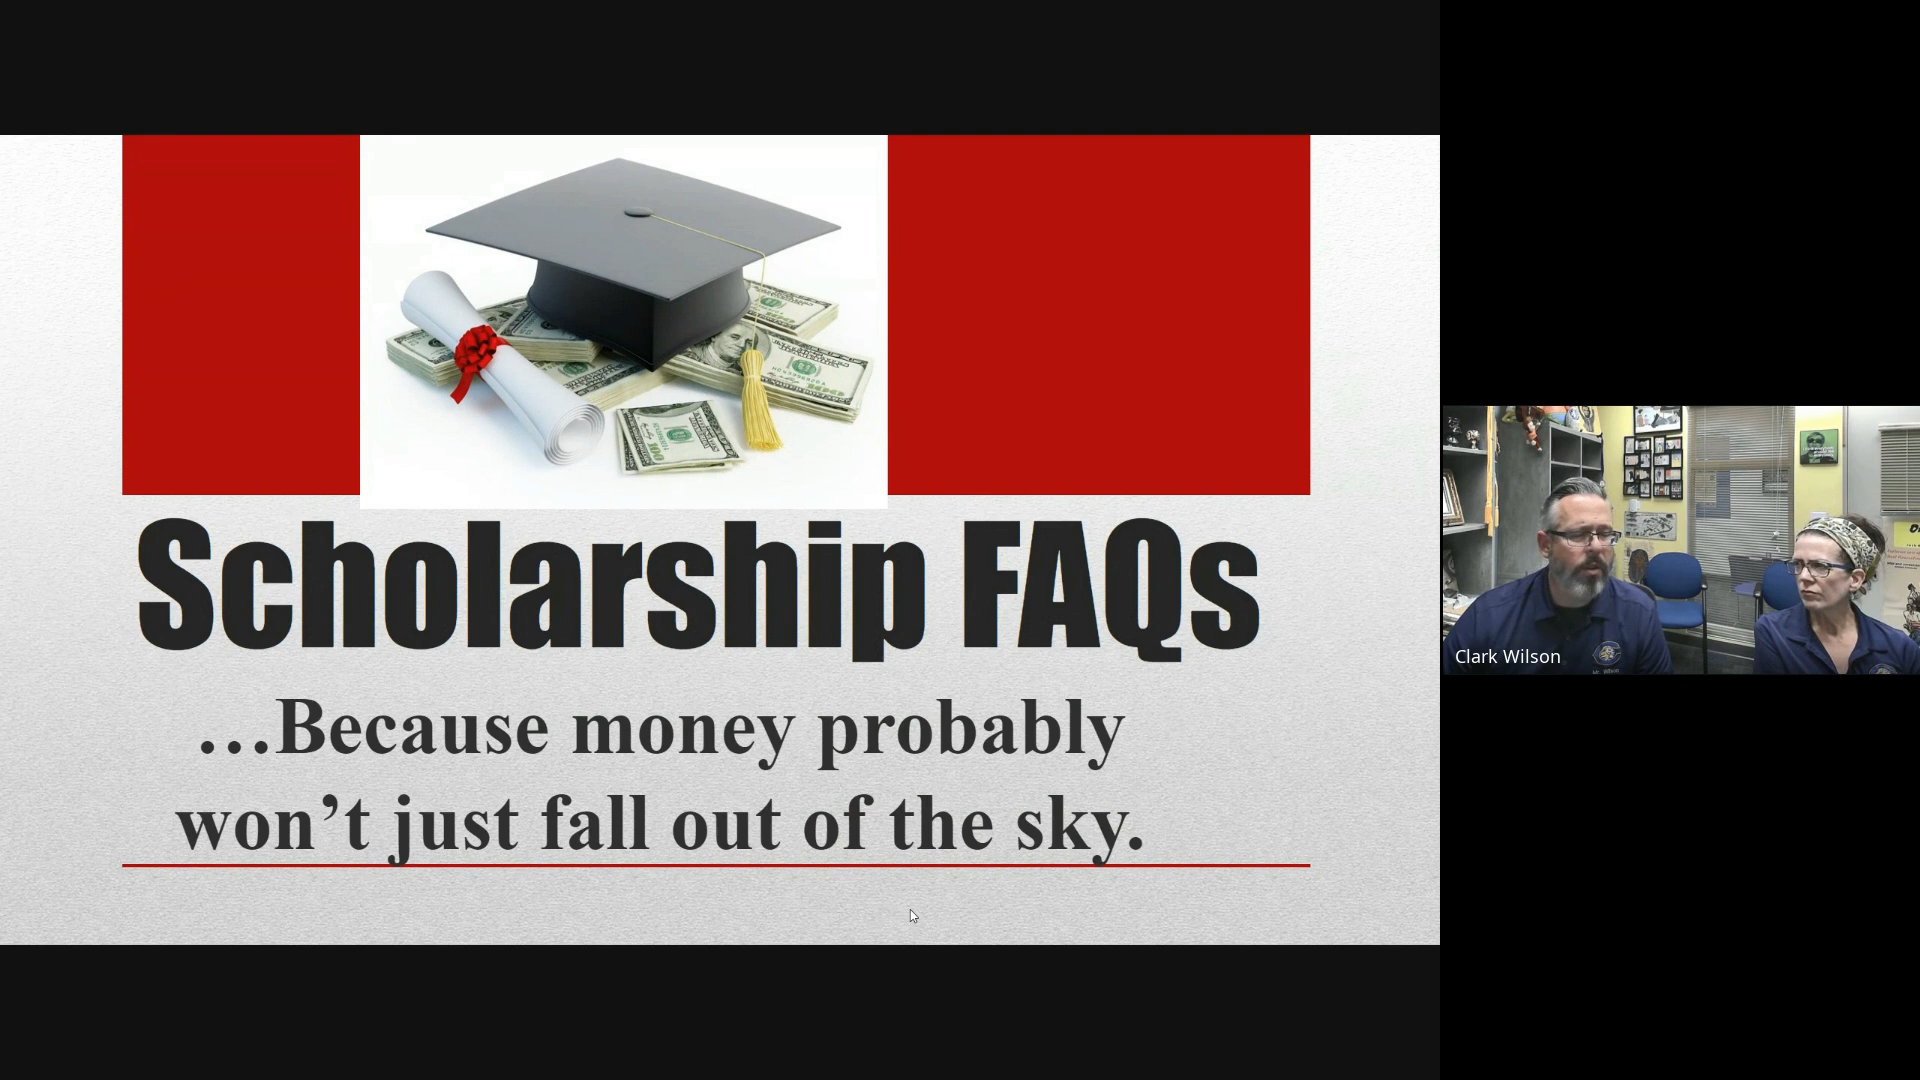 Scholarship FAQs
…Because money probably
won’t just fall out of the sky.
Clark Wilson